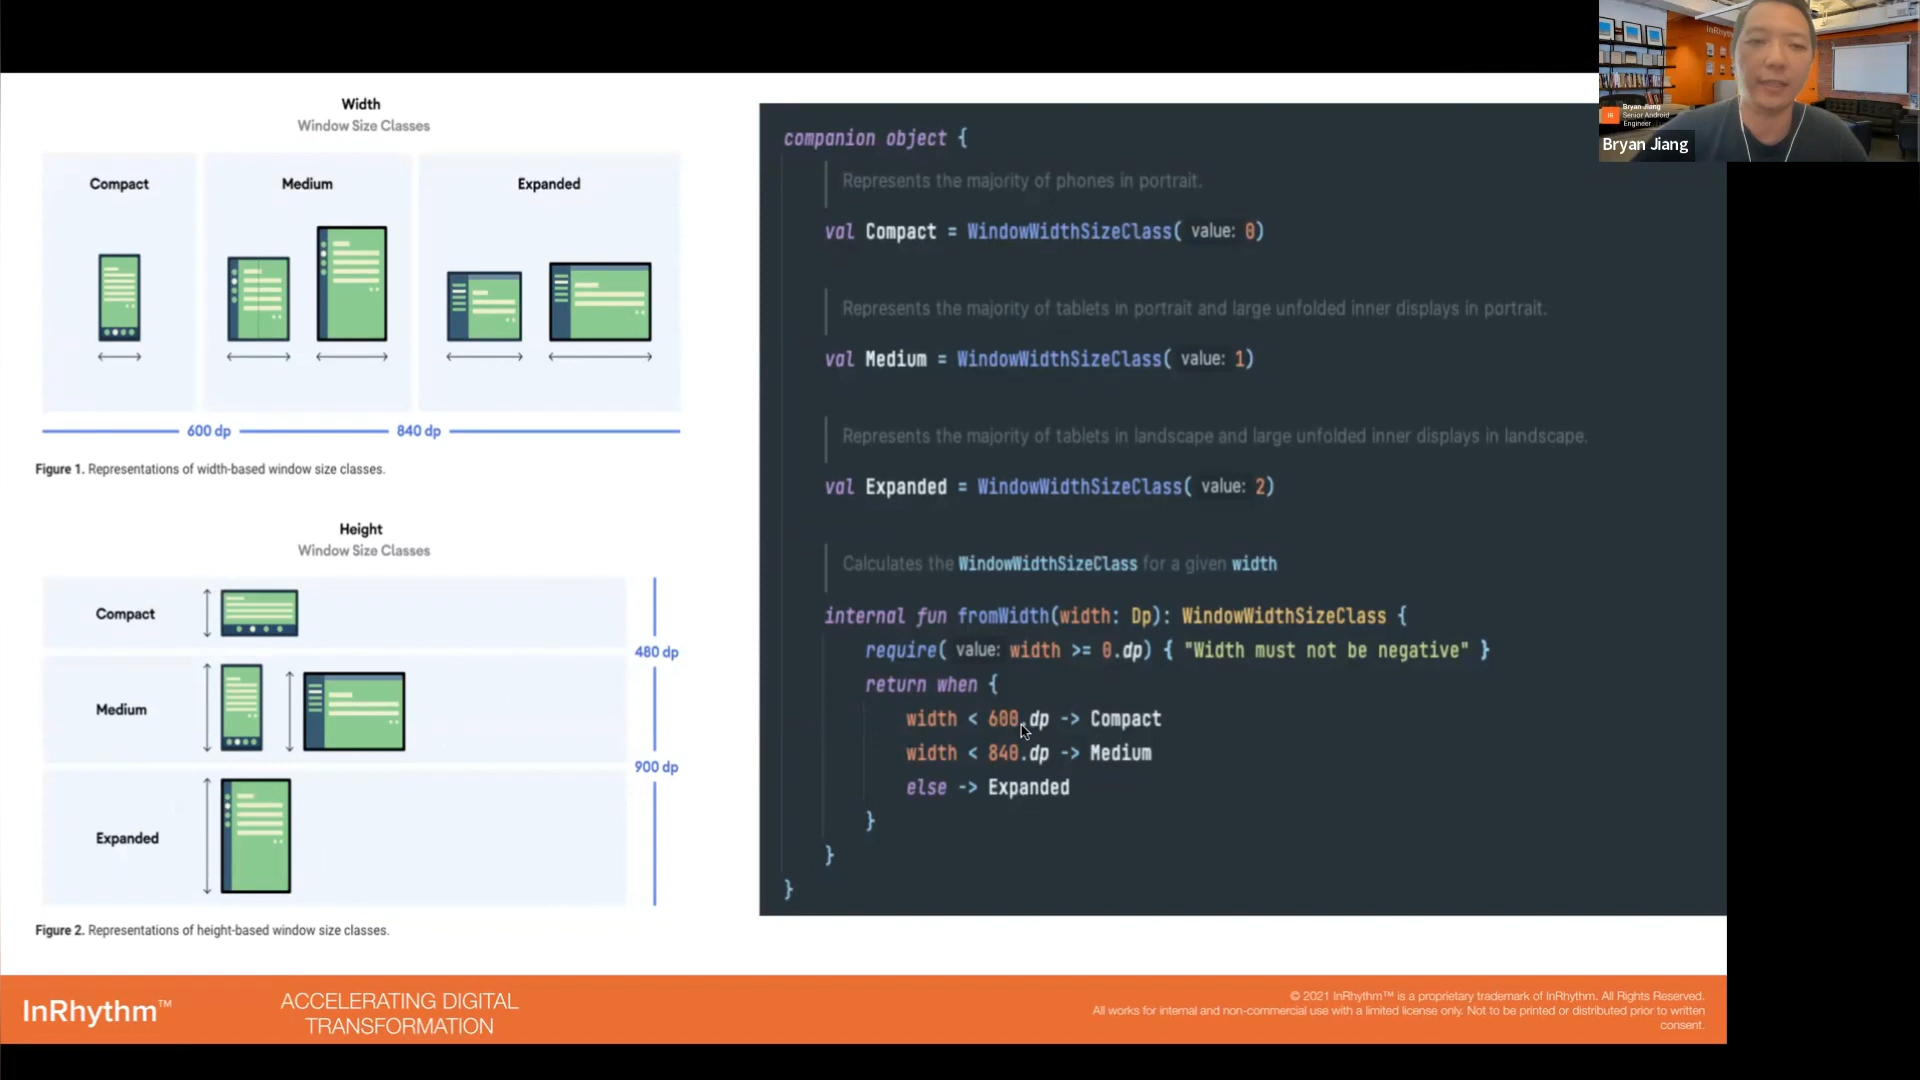 Width
Window Size Classes
Compact
Medium
Expanded
600 dp
840 dp
Figure 1. Representations of width-based window size classes.
Height
Window Size Classes
Compact
480 dp
Medium
900 dp
Expanded
Figure 2. Representations of height-based window size classes.
companion object {
Represents the majority of phones in portrait.
val Compact = WindowWidthSizeClass( value: 0)
Represents the majority of tablets in portrait and large unfolded inner displays in portrait.
val Medium = WindowWidthSizeClass( value: 1)
Represents the majority of tablets in landscape and large unfolded inner displays in landscape.
val Expanded = WindowWidthSizeClass( value: 2)
Calculates the WindowWidthSizeClass for a given width
internal fun fromWidth(width: Dp): WindowWidthSizeClass {
require( value: width >= 0.dp) { "Width must not be negative" }
return when {
width < 600.dp -> Compact
width < 840.dp -> Medium
else -> Expanded
}
}
}
InRhythm
Bryan Jiang
Senior Android
Engineer
Bryan Jiang
InRhythm™
ACCELERATING DIGITAL
TRANSFORMATION
© 2021 InRhythm™ is a proprietary trademark of InRhythm. All Rights Reserved.
All works for internal and non-commercial use with a limited license only. Not to be printed or distributed prior to written
consent.